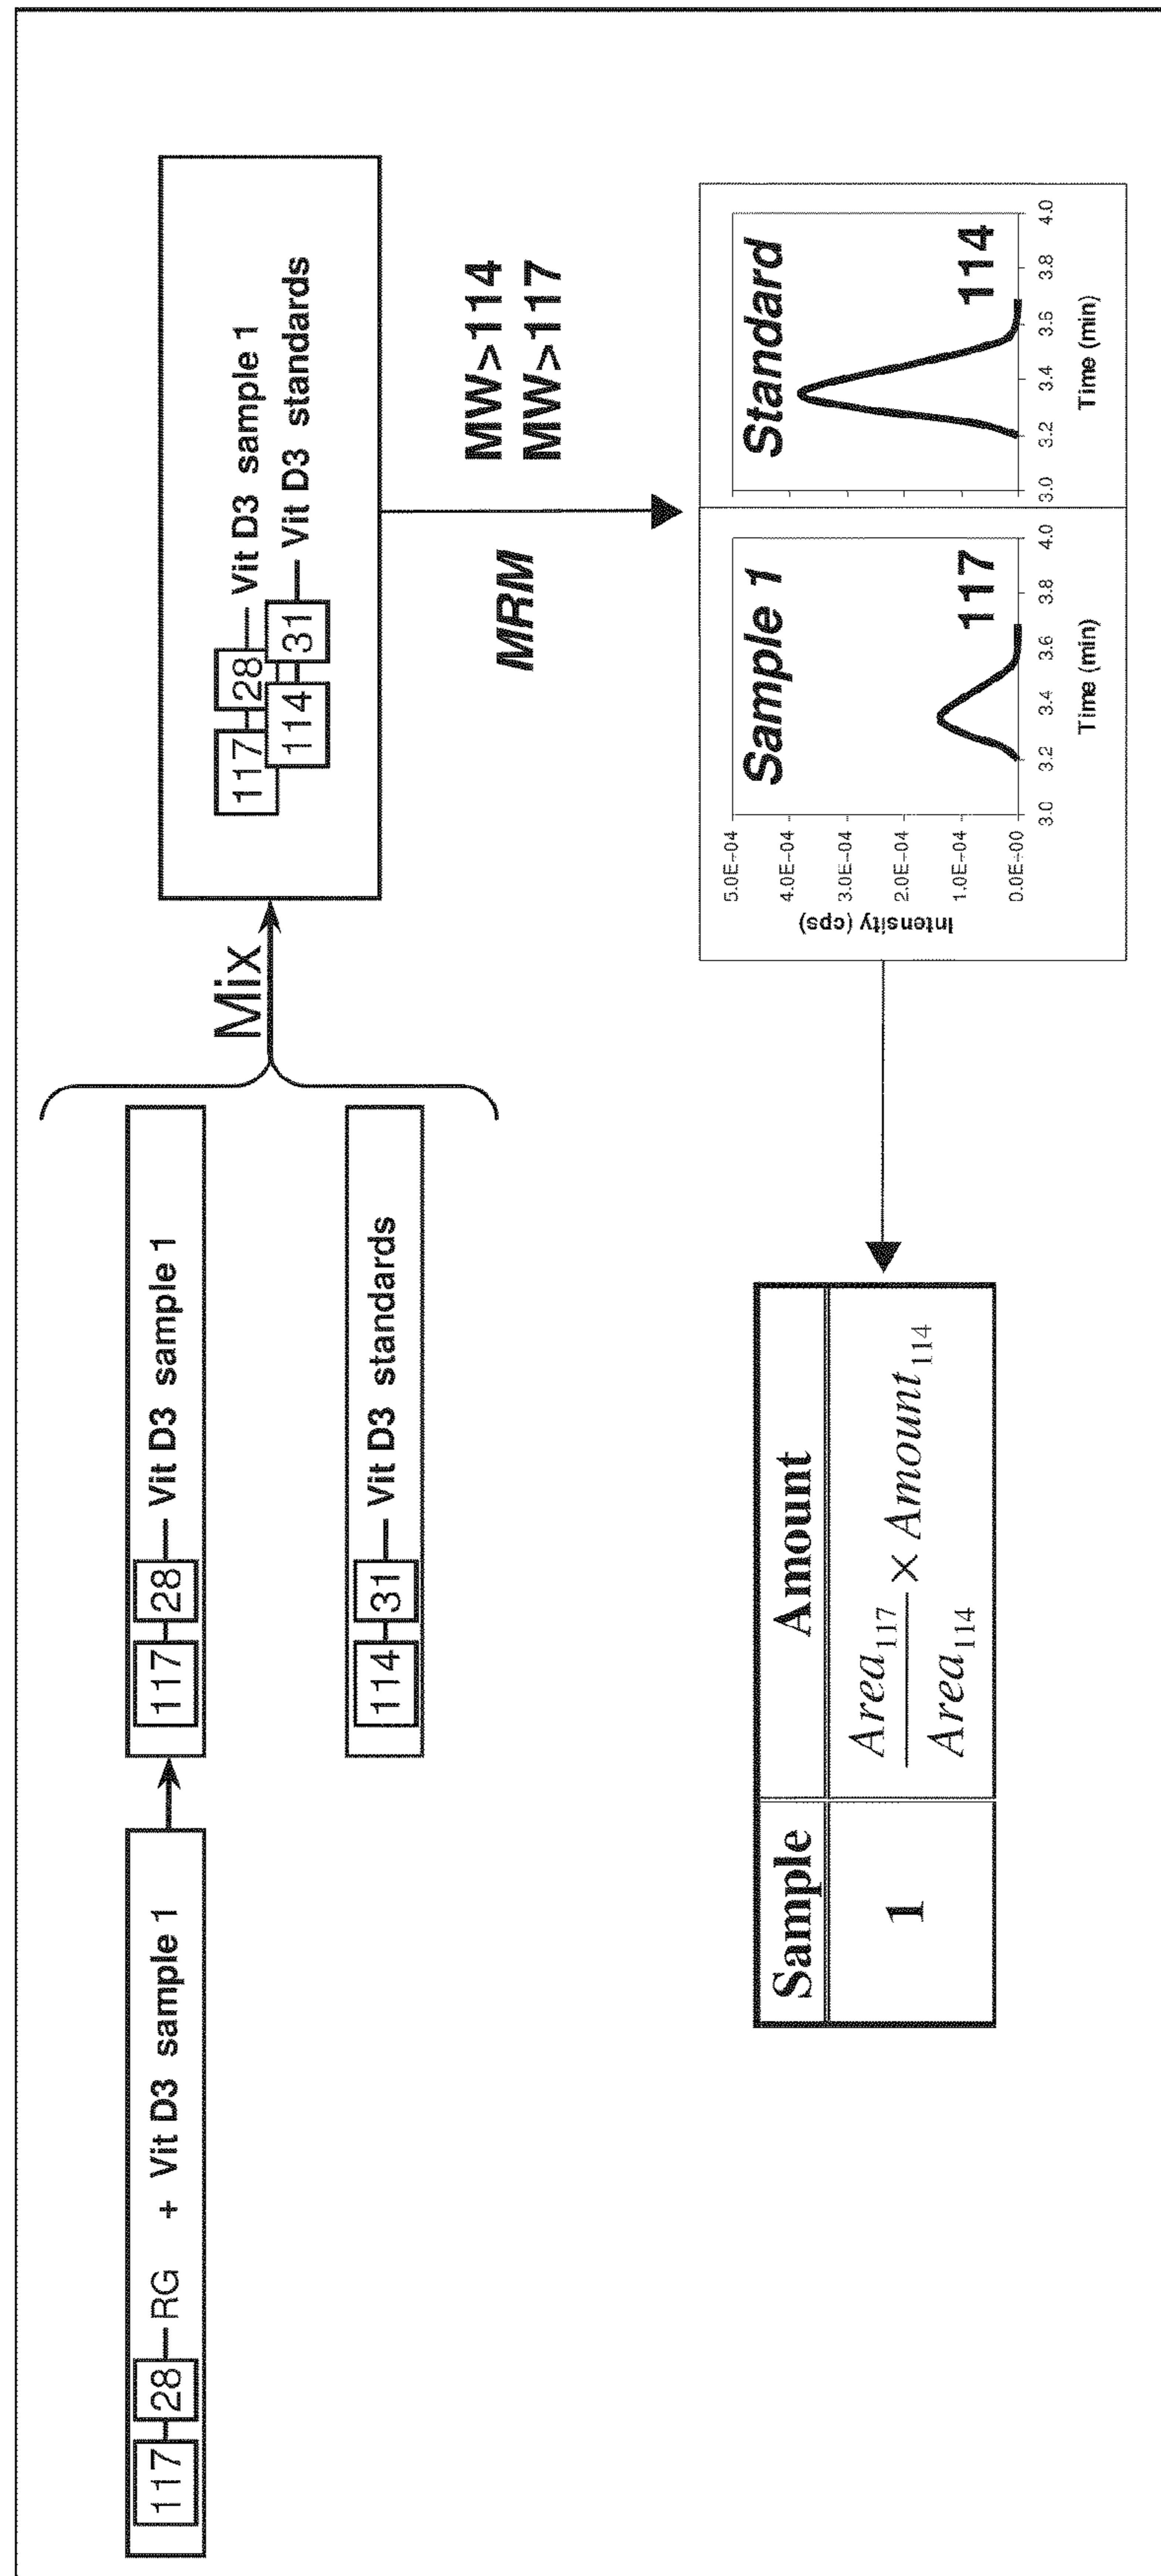 117 28 RG + Vit D3 sample 1
117 28 Vit D3 sample 1
114 31 Vit D3 standards
Mix
117 28 Vit D3 sample 1
114 31 Vit D3 standards
MRM
MW>114
MW>117
Sample 1
117
Intensity (cps)
5.0E+04
4.0E+04
3.0E+04
2.0E+04
1.0E+04
0.0E+00
3.0 3.2 3.4 3.6 3.8 4.0
Time (min)
Standard
114
3.0 3.2 3.4 3.6 3.8 4.0
Time (min)
Sample Amount
1
Area117
Area114
× Amount114